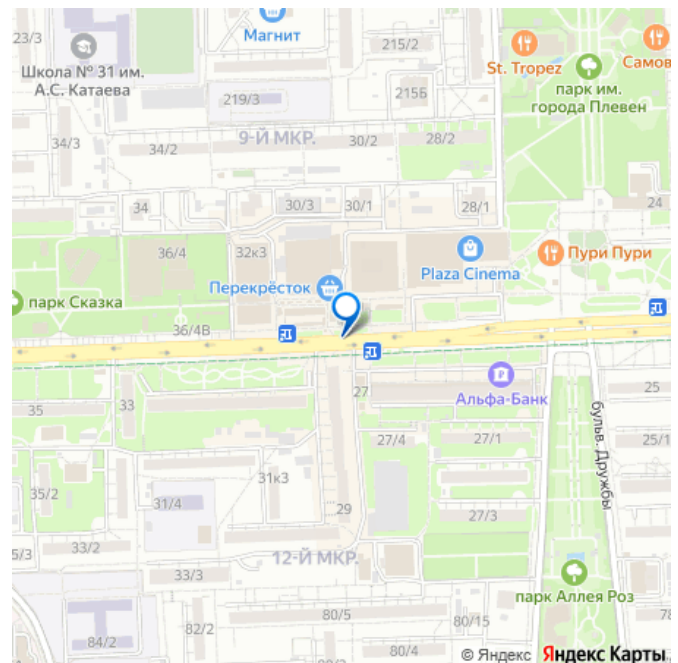 23/3
Магнит
215/2
Школа № 31 им.
А.С. Катаева
St. Tropez
Самов
парк им.
города Плевен
219/3
215Б
9-Й МКР.
34/3
34/2
30/2
28/2
34
30/3
30/1
28/1
24
36/4
32к3
Пури Пури
Plaza Cinema
Перекрёсток
парк Сказка
36/4В
27
Альфа-Банк
25
35
33
бульв. Дружбы
27/4
27/1
25/1
31к3
35/2
31/4
29
27/3
5/3
33/2
12-Й МКР.
33/3
парк Аллея Роз
80/5
80/15
78
82/2
84/2
80/4
© Яндекс Яндекс Карты